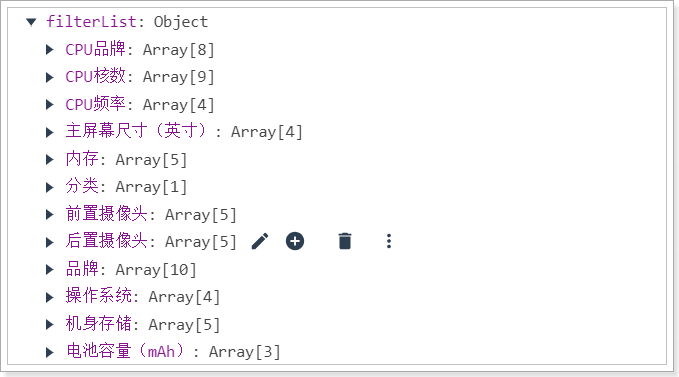 filterList: Object
CPU品牌: Array[8]
CPU核数: Array[9]
CPU频率: Array[4]
主屏幕尺寸（英寸）: Array[4]
内存: Array[5]
分类: Array[1]
前置摄像头: Array[5]
后置摄像头: Array[5]
品牌: Array[10]
操作系统: Array[4]
机身存储: Array[5]
电池容量（mAh）: Array[3]